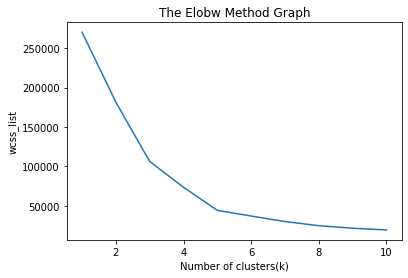 The Elobw Method Graph
250000
200000
150000
100000
50000
wcss_list
2 4 6 8 10
Number of clusters(k)